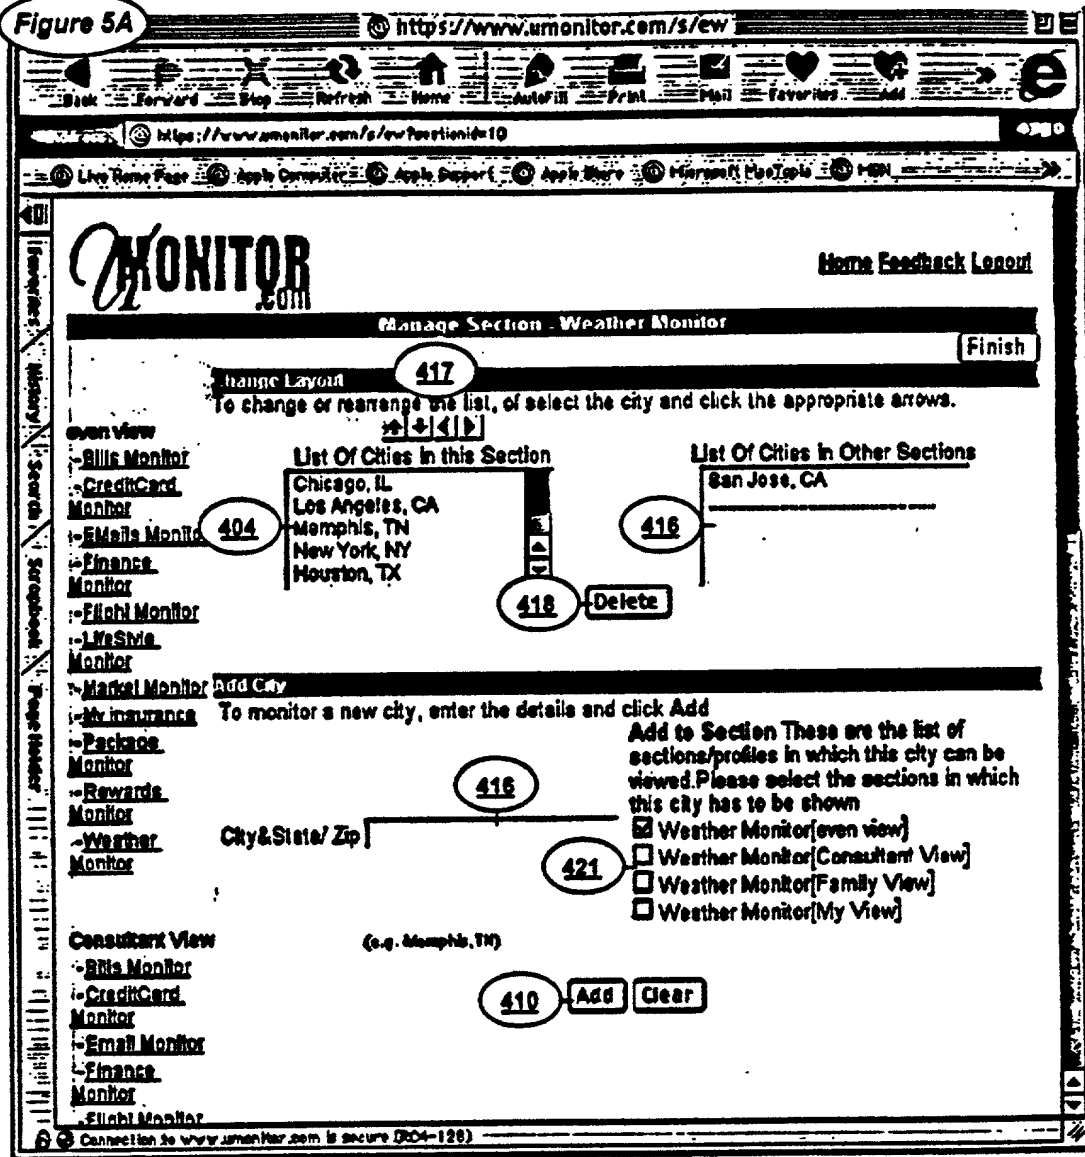 Figure 5A
https://www.umonitor.com/s/ew
Back Forward Stop Refresh Home AutoFill Print Mail Favorites Add
https://www.umonitor.com/s/ew?sectionid=10
Live Home Page Apple Computer Apple Support Apple Store Microsoft MacTopia MSN
Favorites
History
Search
Scrapbook
Page Holder
UMONITOR
.com
Home Feedback Logout
Manage Section - Weather Monitor
Finish
hange Layout
417
To change or rearrange the list, of select the city and click the appropriate arrows.
even view
-Bills Monitor
-CreditCard
Monitor
-EMails Monito
-Finance
Monitor
-Flight Monitor
-LifeStyle
Monitor
-Market Monitor
-My insurance
-Package
Monitor
-Rewards
Monitor
-Weather
Monitor
List Of Cities in this Section
Chicago, IL
Los Angeles, CA
Memphis, TN
New York, NY
Houston, TX
404
List Of Cities in Other Sections
San Jose, CA
416
418
Delete
Add City
To monitor a new city, enter the details and click Add
Add to Section These are the list of
sections/profiles in which this city can be
viewed.Please select the sections in which
this city has to be shown
415
City&State/ Zip
Weather Monitor[even view]
421
Weather Monitor[Consultant View]
Weather Monitor[Family View]
Weather Monitor[My View]
(e.g. Memphis,TN)
410
Add Clear
Consultant View
-Bills Monitor
-CreditCard
Monitor
-Email Monitor
-Finance
Monitor
-Flight Monitor
Connection to www.umonitor.com is secure (RC4-128)